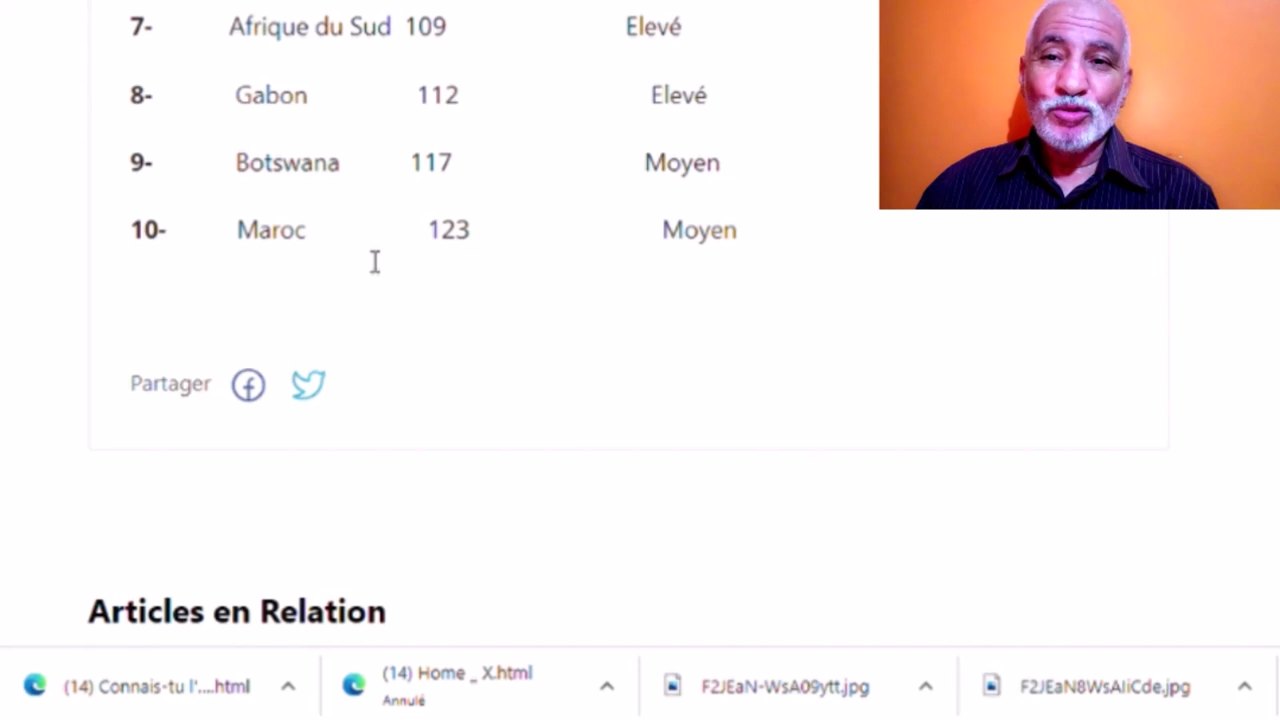 7- Afrique du Sud 109 Elevé
8- Gabon 112 Elevé
9- Botswana 117 Moyen
10- Maroc 123 Moyen
Partager
Articles en Relation
(14) Connais-tu l'....html
(14) Home _ X.html
Annulé
F2JEaN-WsA09ytt.jpg
F2JEaN8WsAIiCde.jpg